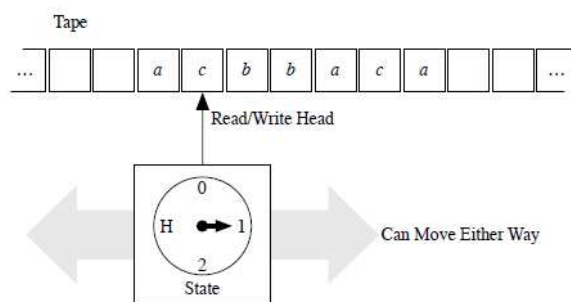 Tape
... a c b b a c a ...
Read/Write Head
0
H 1
Can Move Either Way
2
State